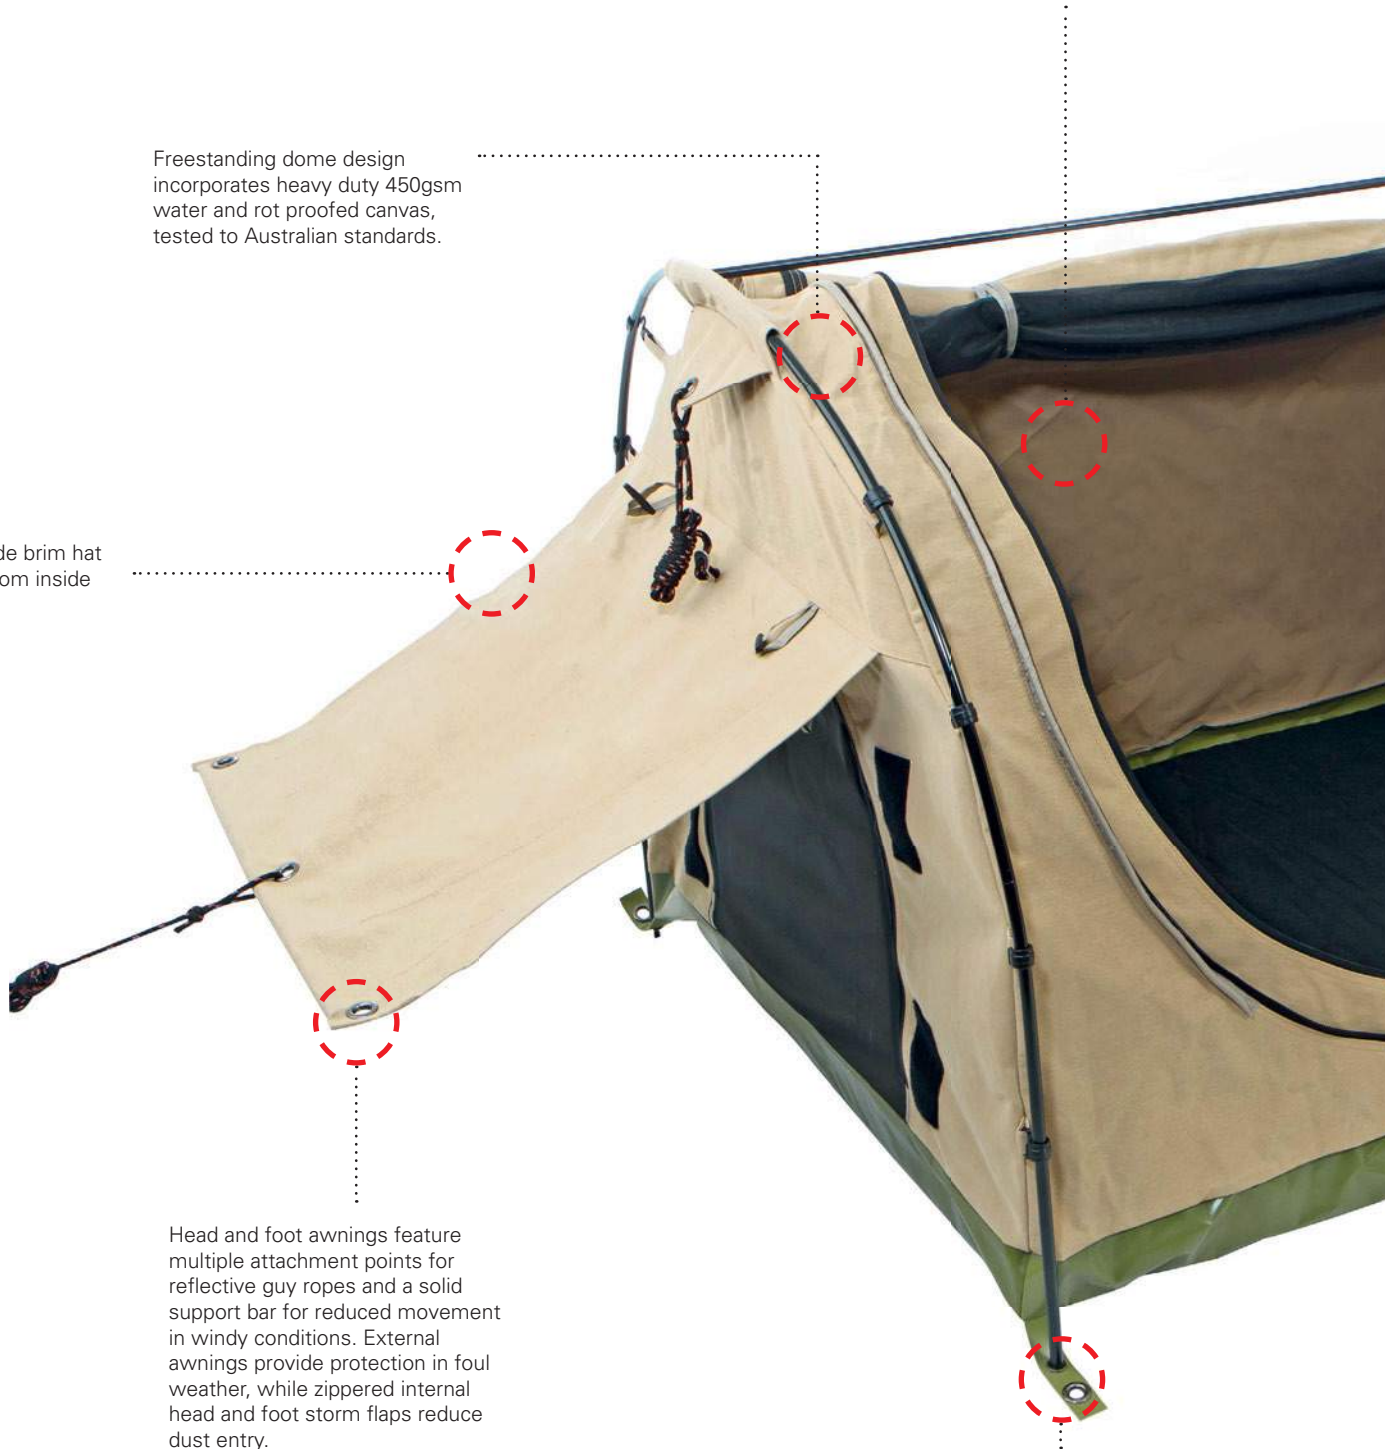 Freestanding dome design
incorporates heavy duty 450gsm
water and rot proofed canvas,
tested to Australian standards.
brim hat
inside
Head and foot awnings feature
multiple attachment points for
reflective guy ropes and a solid
support bar for reduced movement
in windy conditions. External
awnings provide protection in foul
weather, while zippered internal
head and foot storm flaps reduce
dust entry.